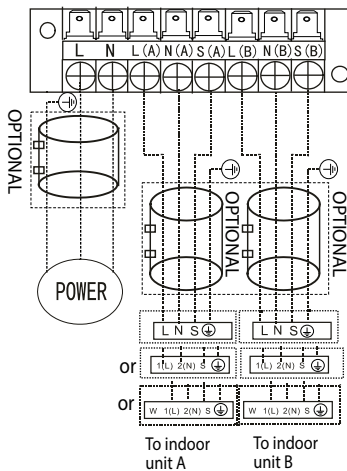 L N L (A) N (A) S (A) L (B) N (B) S (B)
OPTIONAL
OPTIONAL
OPTIONAL
POWER
L N S
L N S
or
1(L) 2(N) S
1(L) 2(N) S
or
W 1(L) 2(N) S
W 1(L) 2(N) S
To indoor
unit A
To indoor
unit B